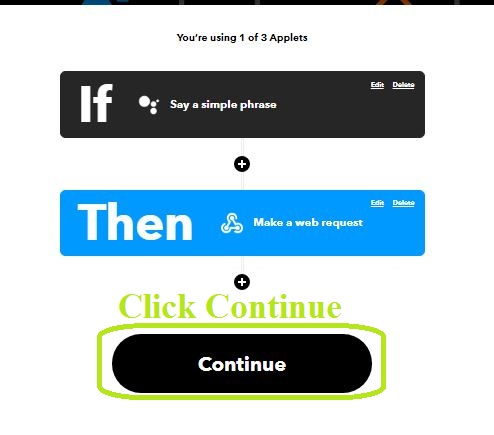 You're using 1 of 3 Applets
Edit Delete
If Say a simple phrase
Edit Delete
Then Make a web request
Click Continue
Continue